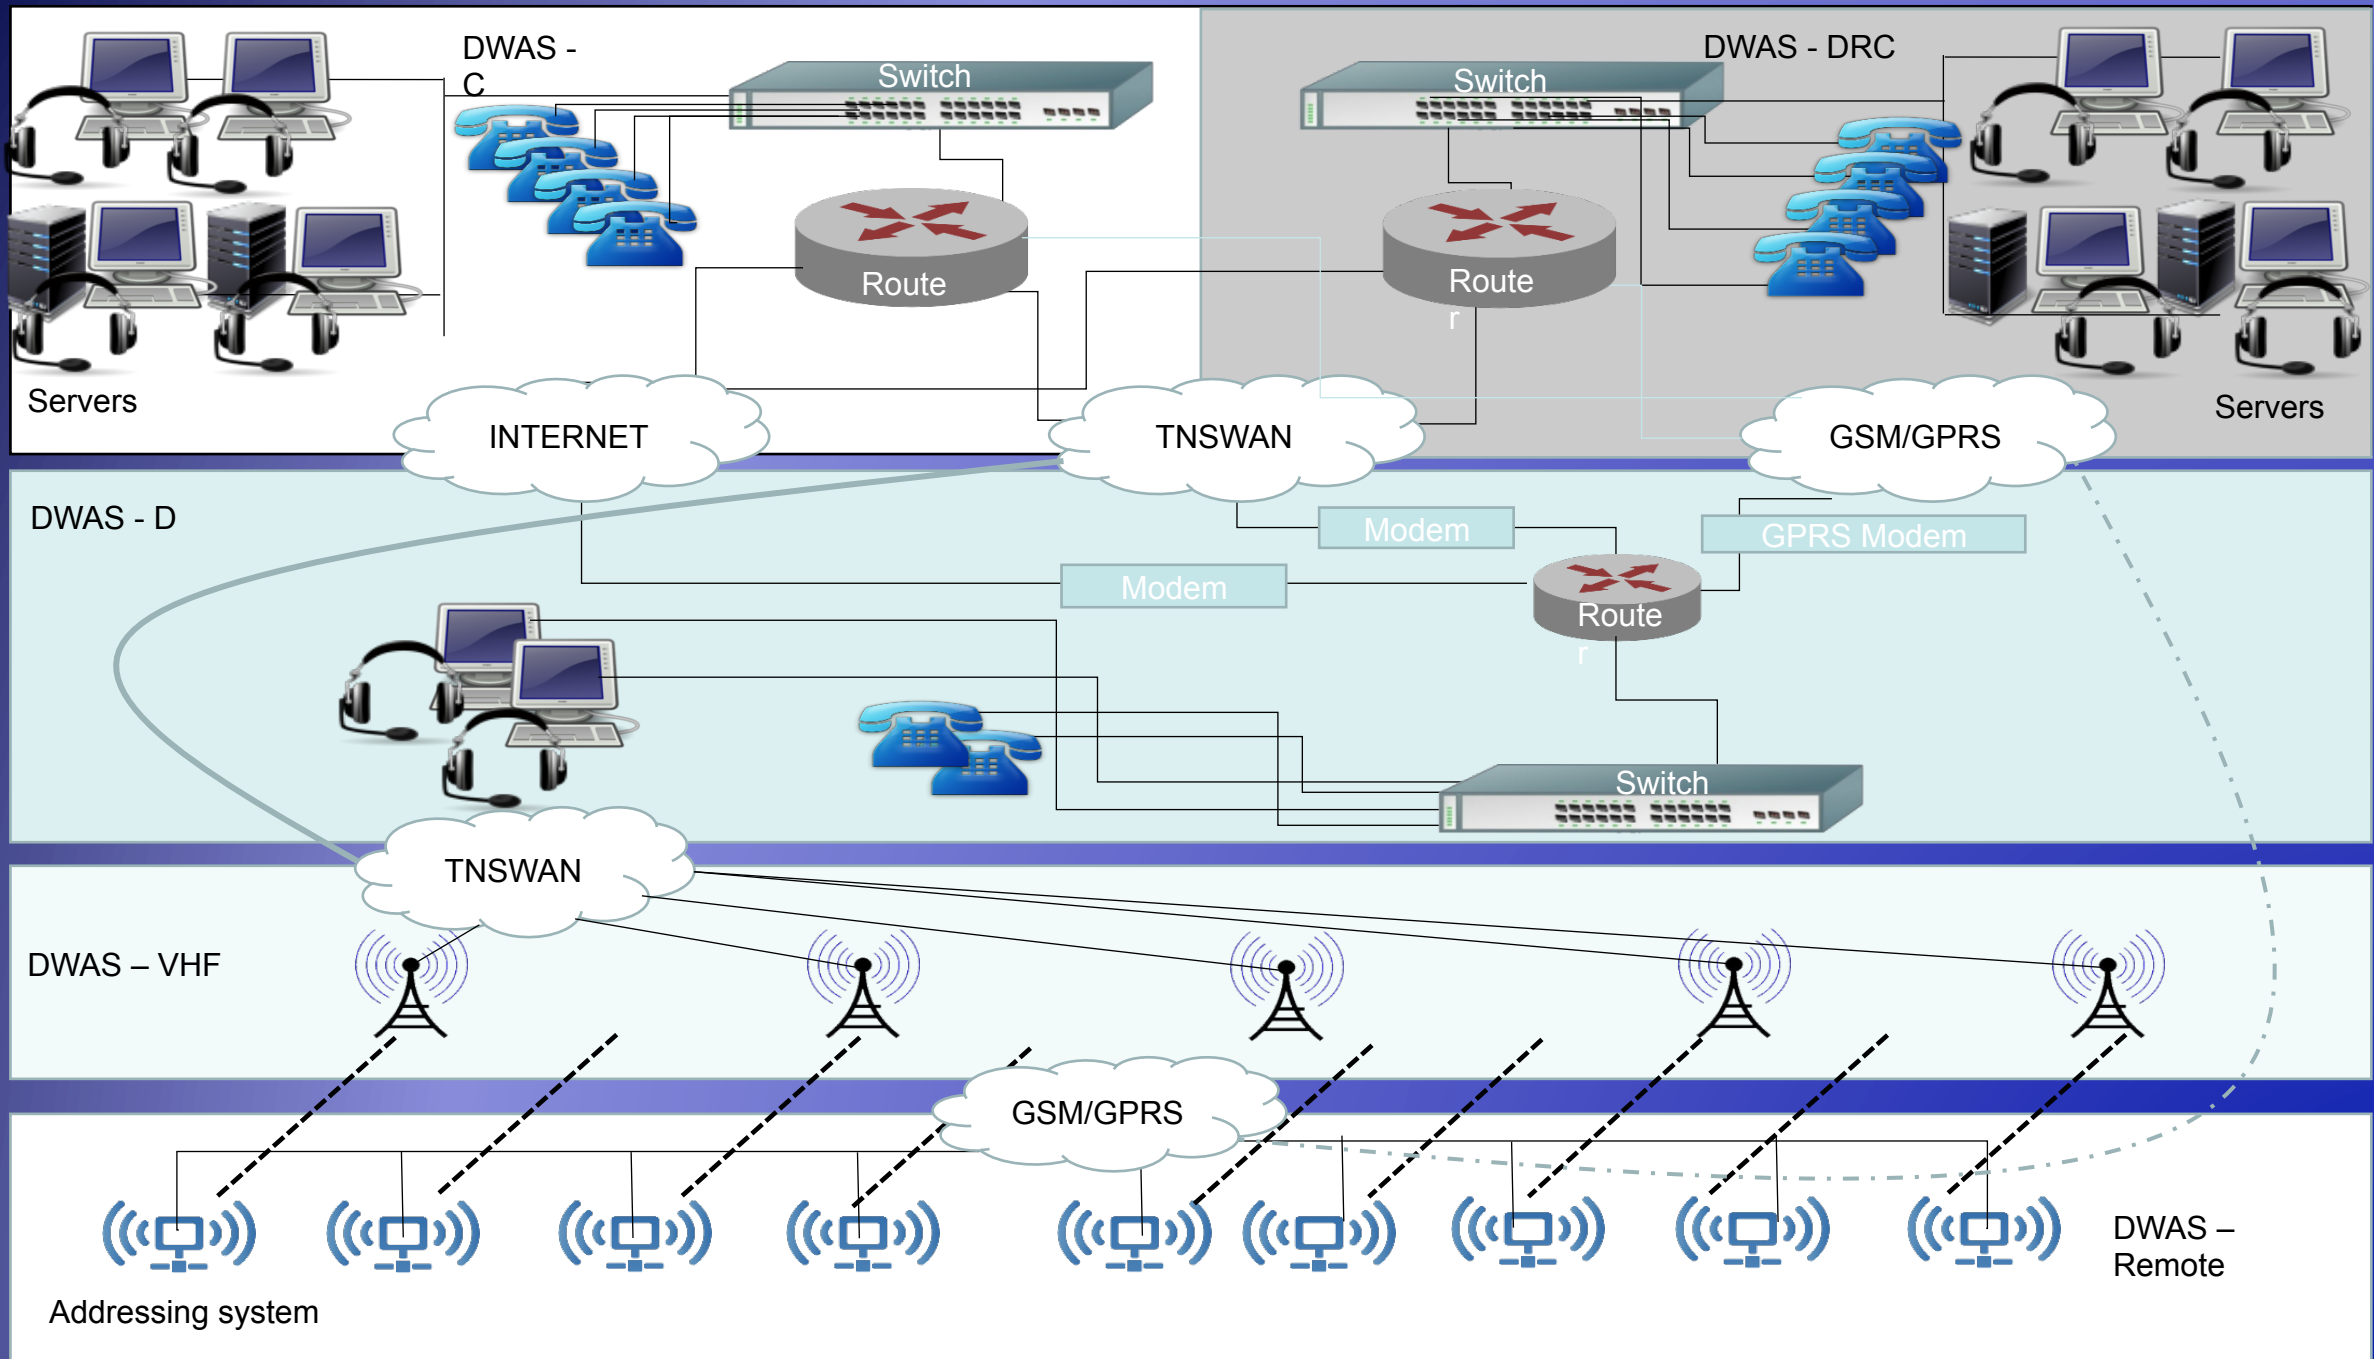 DWAS -
C
Switch
Switch
DWAS - DRC
Route
Route
r
Servers
Servers
INTERNET
TNSWAN
GSM/GPRS
DWAS - D
Modem
GPRS Modem
Modem
Route
r
Switch
TNSWAN
DWAS – VHF
GSM/GPRS
DWAS –
Remote
Addressing system